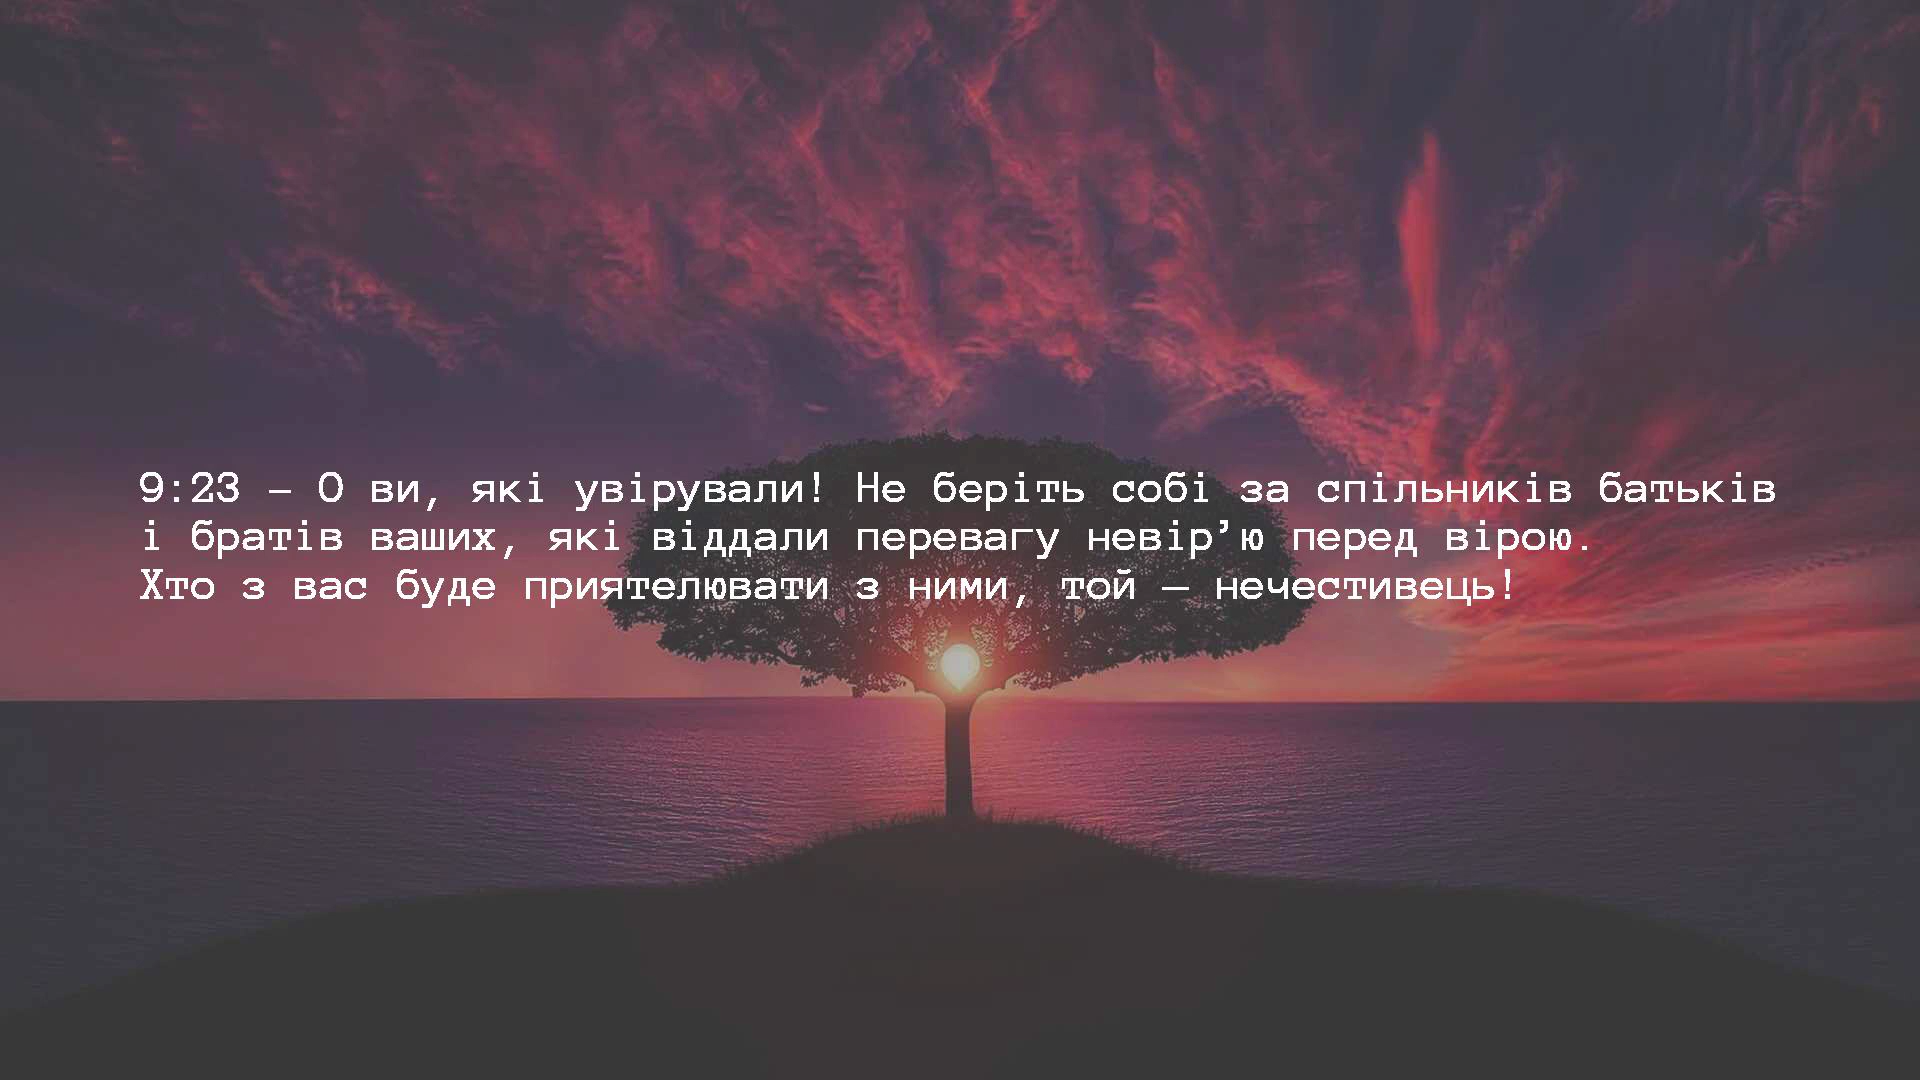 9:23 – О ви, які увірували! Не беріть собі за спільників батьків
і братів ваших, які віддали перевагу невір’ю перед вірою.
Хто з вас буде приятелювати з ними, той — нечестивець!